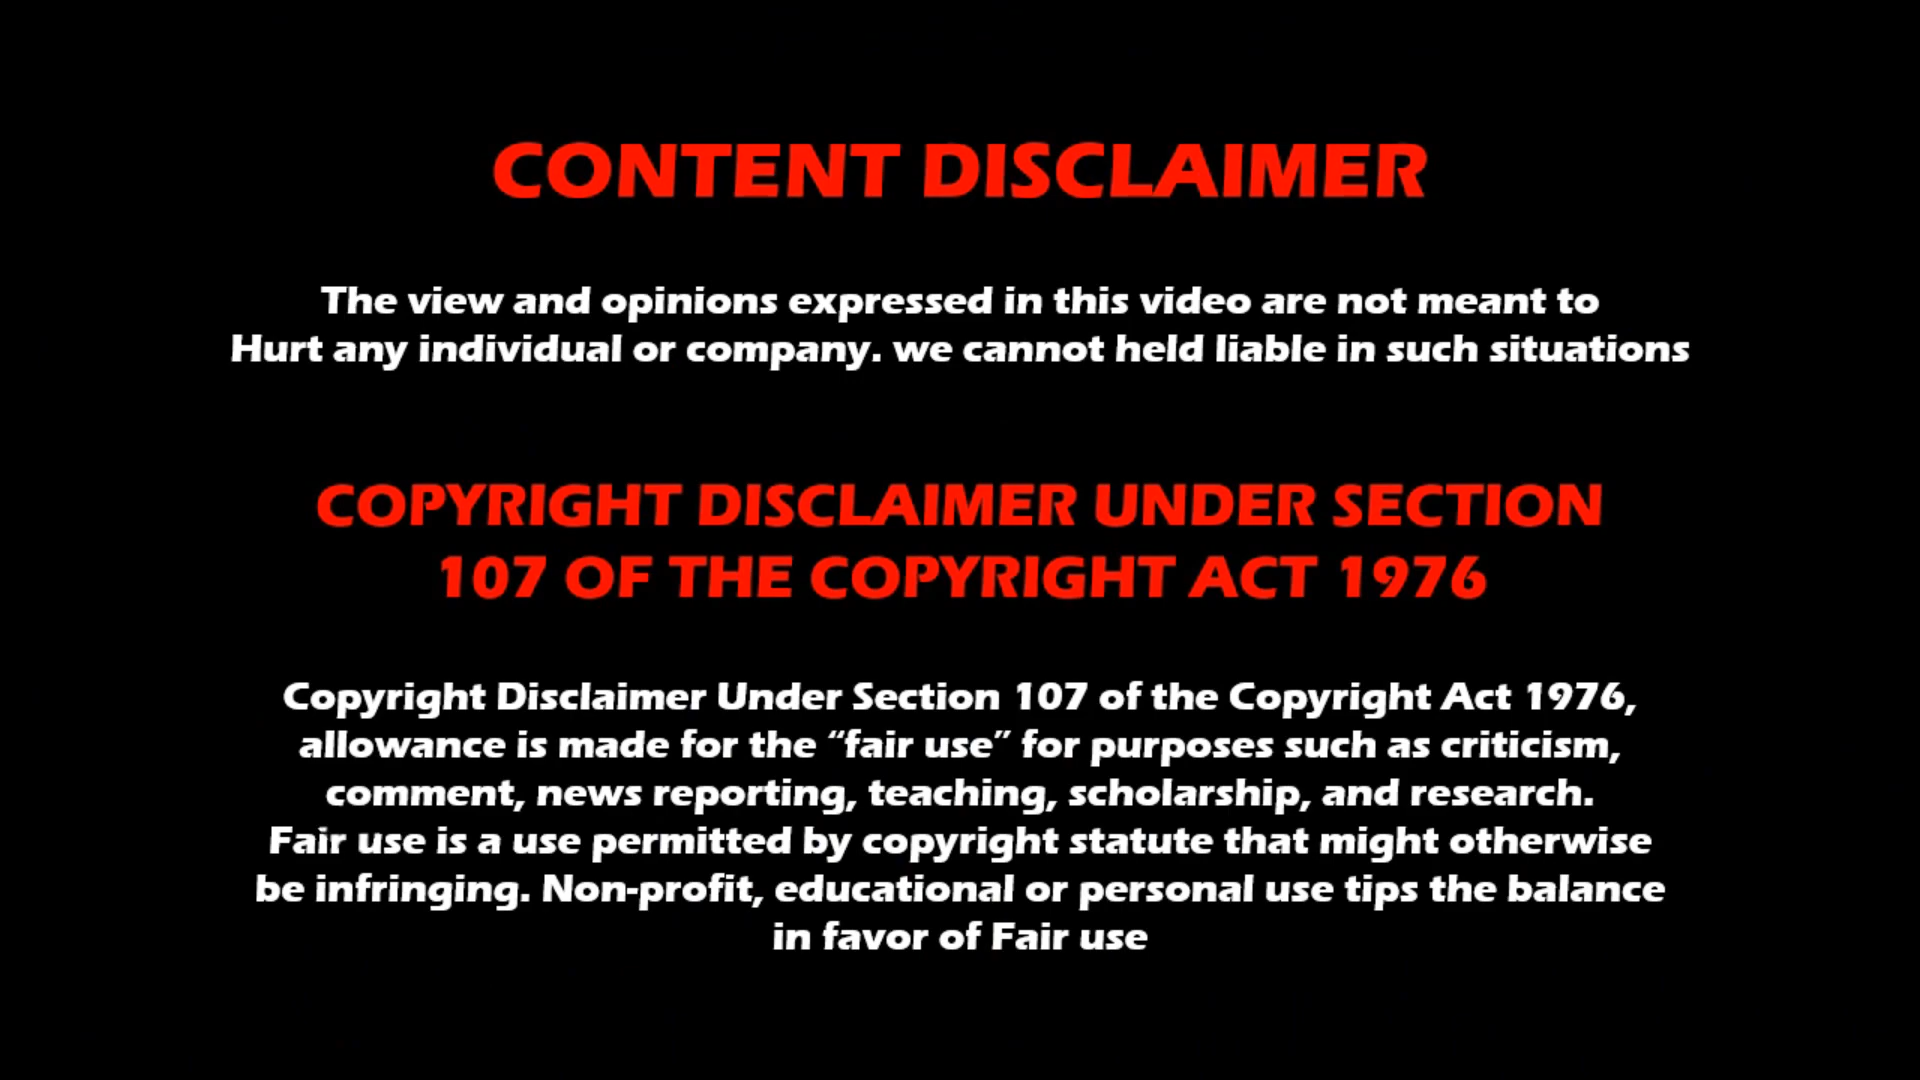 CONTENT DISCLAIMER
The view and opinions expressed in this video are not meant to
Hurt any individual or company. we cannot held liable in such situations
COPYRIGHT DISCLAIMER UNDER SECTION
107 OF THE COPYRIGHT ACT 1976
Copyright Disclaimer Under Section 107 of the Copyright Act 1976,
allowance is made for the “fair use” for purposes such as criticism,
comment, news reporting, teaching, scholarship, and research.
Fair use is a use permitted by copyright statute that might otherwise
be infringing. Non-profit, educational or personal use tips the balance
in favor of Fair use